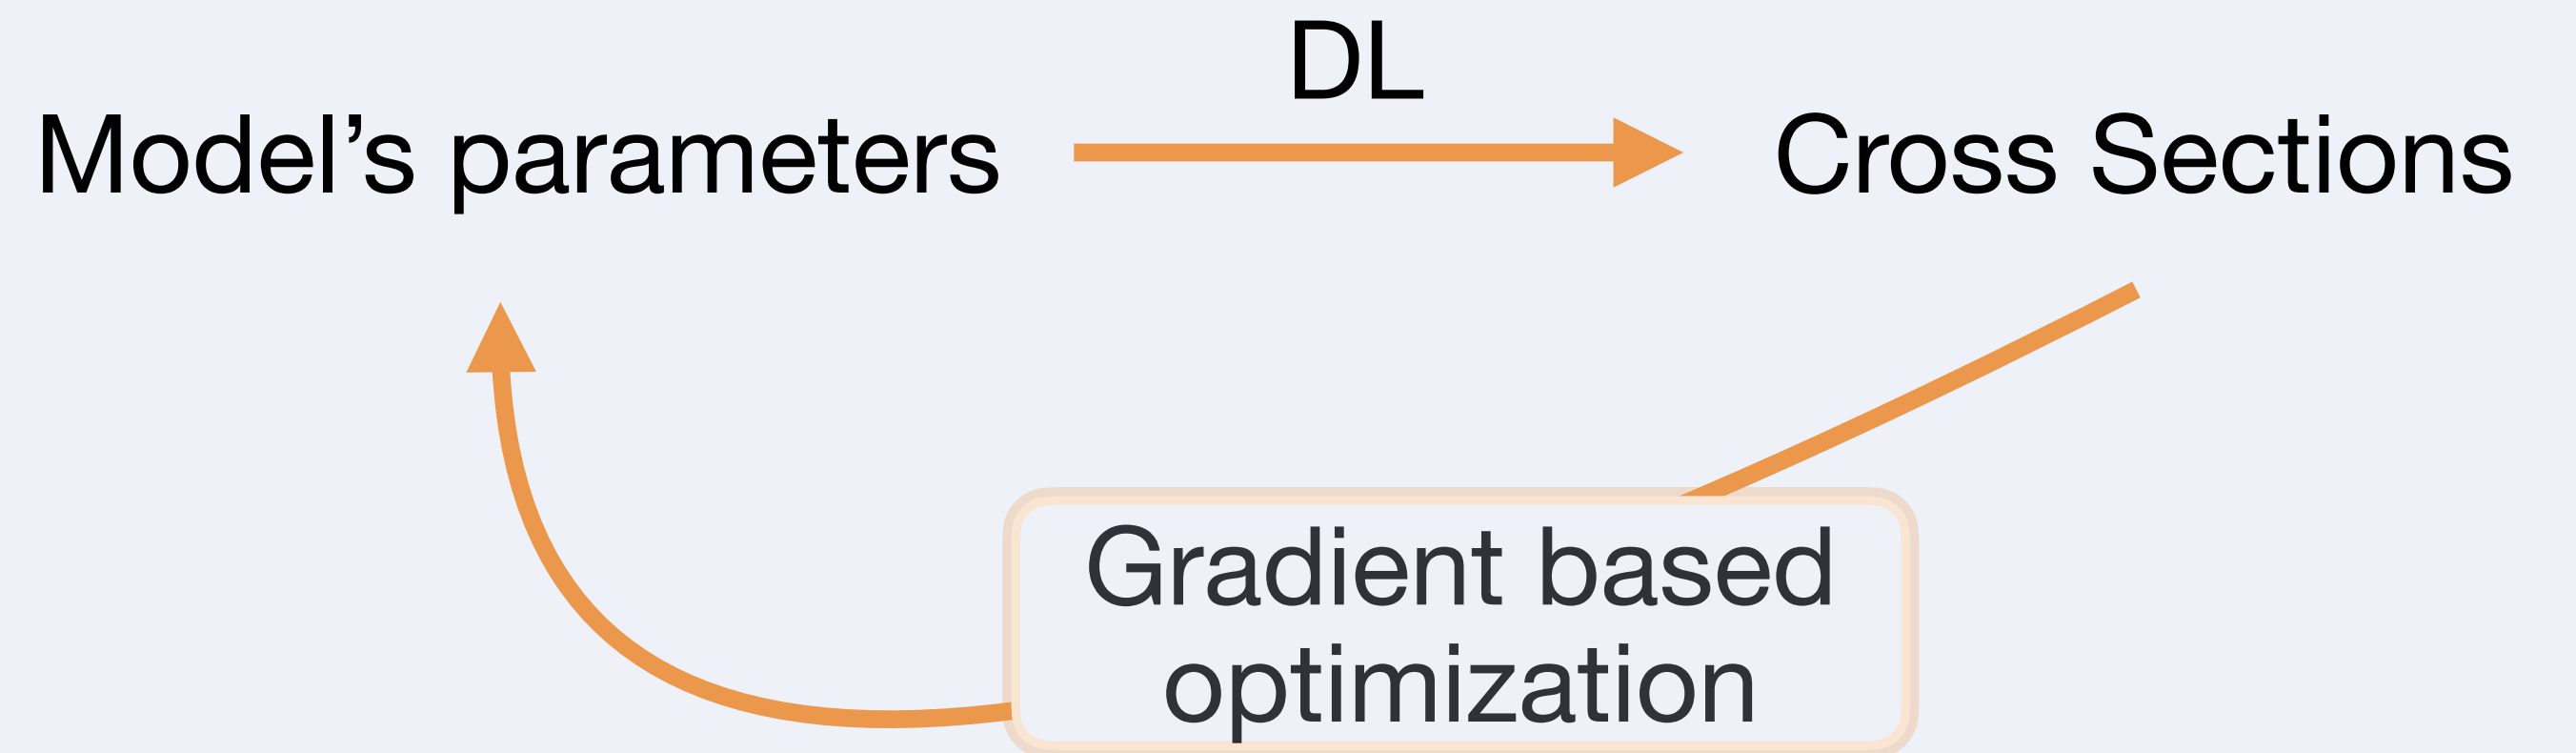 DL
Model’s parameters
Cross Sections
Gradient based
optimization